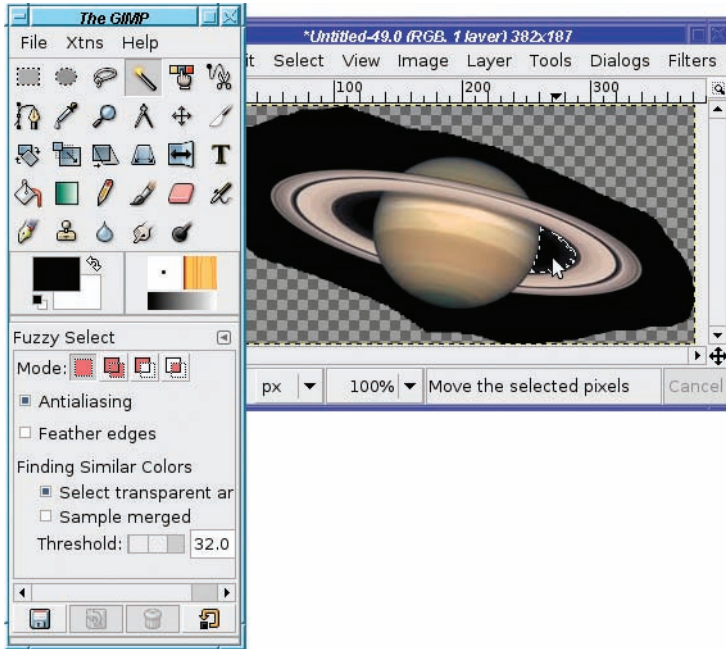 The GIMP
File Xtns Help
Fuzzy Select
Mode:
Antialiasing
Feather edges
Finding Similar Colors
Select transparent ar
Sample merged
Threshold: 32.0
*Untitled-49.0 (RGB, 1 layer) 382x187
it Select View Image Layer Tools Dialogs Filters
100 200 300
px 100% Move the selected pixels Cancel